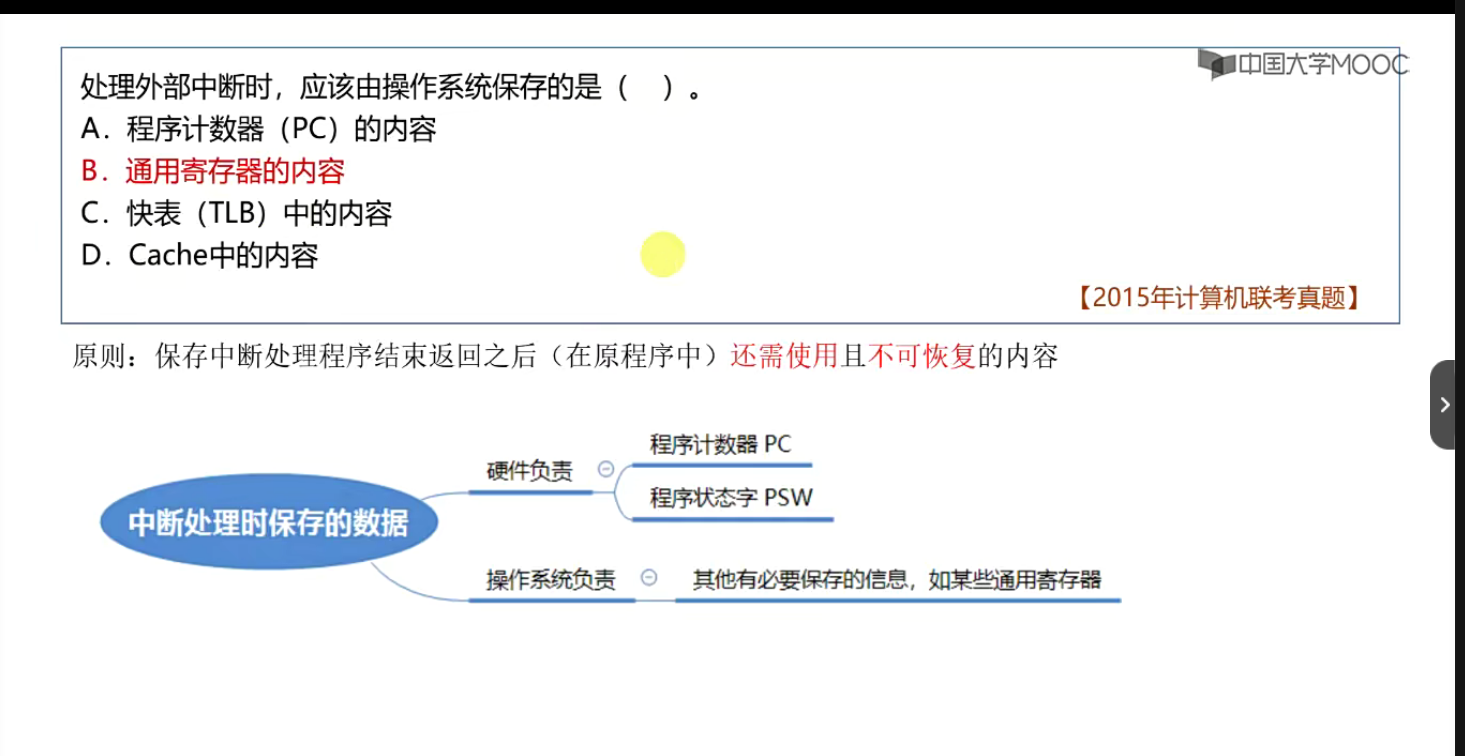 中国大学MOOC
处理外部中断时，应该由操作系统保存的是（　）。
A．程序计数器（PC）的内容
B．通用寄存器的内容
C．快表（TLB）中的内容
D．Cache中的内容
【2015年计算机联考真题】
原则：保存中断处理程序结束返回之后（在原程序中）还需使用且不可恢复的内容
程序计数器 PC
硬件负责
程序状态字 PSW
中断处理时保存的数据
操作系统负责
其他有必要保存的信息，如某些通用寄存器